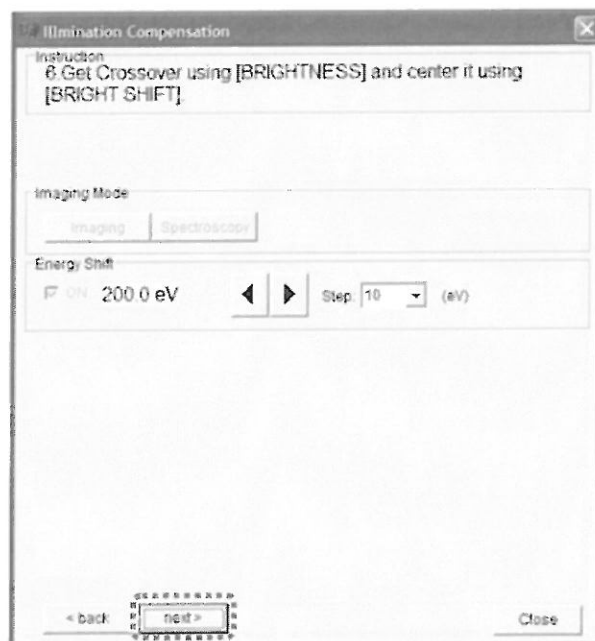 Illmination Compensation
Instruction
6.Get Crossover using [BRIGHTNESS] and center it using
[BRIGHT SHIFT].
Imaging Mode
Imaging Spectroscopy
Energy Shift
ON 200.0 eV Step: 10 (eV)
< back next > Close